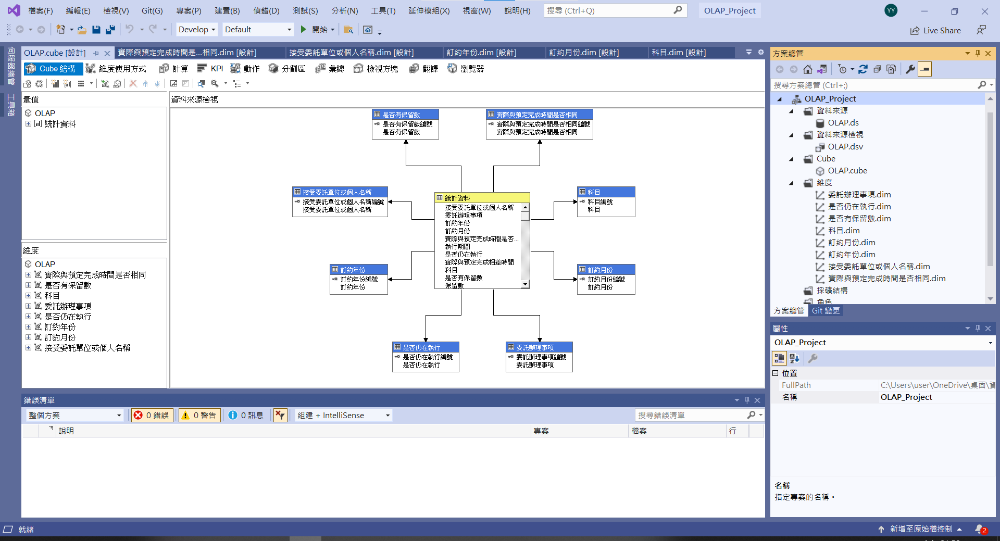 檔案(F) 編輯(E) 檢視(V) Git(G) 專案(P) 建置(B) 偵錯(D) 測試(S) 分析(N) 工具(T) 延伸模組(X) 視窗(W) 說明(H) 搜尋 (Ctrl+Q) OLAP_Project YY
Develop Default 開始 Live Share
伺服器總管
工具箱
OLAP.cube [設計] 實際與預定完成時間是...相同.dim [設計] 接受委託單位或個人名稱.dim [設計] 訂約年份.dim [設計] 訂約月份.dim [設計] 科目.dim [設計]
Cube 結構 維度使用方式 計算 KPI 動作 分割區 彙總 檢視方塊 翻譯 瀏覽器
量值
OLAP
統計資料
維度
OLAP
實際與預定完成時間是否相同
是否有保留數
科目
委託辦理事項
是否仍在執行
訂約年份
訂約月份
接受委託單位或個人名稱
資料來源檢視
是否有保留數
是否有保留數編號
是否有保留數
實際與預定完成時間是否相同
實際與預定完成時間是否相同編號
實際與預定完成時間是否相同
接受委託單位或個人名稱
接受委託單位或個人名稱編號
接受委託單位或個人名稱
統計資料
接受委託單位或個人名稱
委託辦理事項
訂約年份
訂約月份
實際與預定完成時間是否...
執行期間
是否仍在執行
實際與預定完成相差時間
科目
是否有保留數
保留數
科目
科目編號
科目
訂約年份
訂約年份編號
訂約年份
訂約月份
訂約月份編號
訂約月份
是否仍在執行
是否仍在執行編號
是否仍在執行
委託辦理事項
委託辦理事項編號
委託辦理事項
錯誤清單
整個方案 0 錯誤 0 警告 0 訊息 組建 + IntelliSense 搜尋錯誤清單
說明 專案 檔案 行
方案總管
搜尋方案總管 (Ctrl+;)
OLAP_Project
資料來源
OLAP.ds
資料來源檢視
OLAP.dsv
Cube
OLAP.cube
維度
委託辦理事項.dim
是否仍在執行.dim
是否有保留數.dim
科目.dim
訂約月份.dim
訂約年份.dim
接受委託單位或個人名稱.dim
實際與預定完成時間是否相同.dim
採礦結構
角色
方案總管 Git 變更
屬性
OLAP_Project
位置
FullPath C:\Users\user\OneDrive\桌面\資
名稱 OLAP_Project
名稱
指定專案的名稱。
就緒 新增至原始檔控制 2